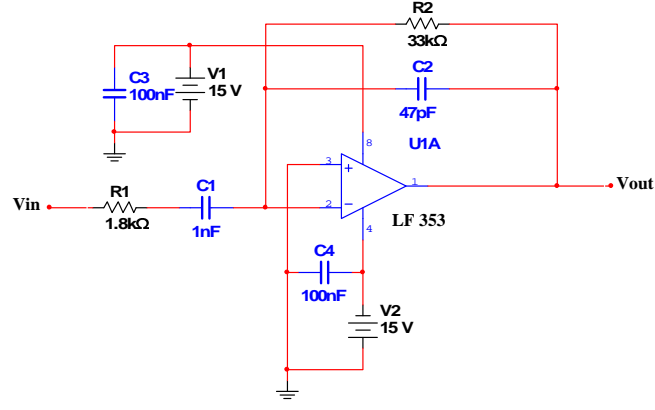 R2
33kΩ
C3
100nF
V1
15 V
C2
47pF
U1A
8
3
+
1
Vout
Vin
R1
1.8kΩ
C1
1nF
2
−
LF 353
4
C4
100nF
V2
15 V